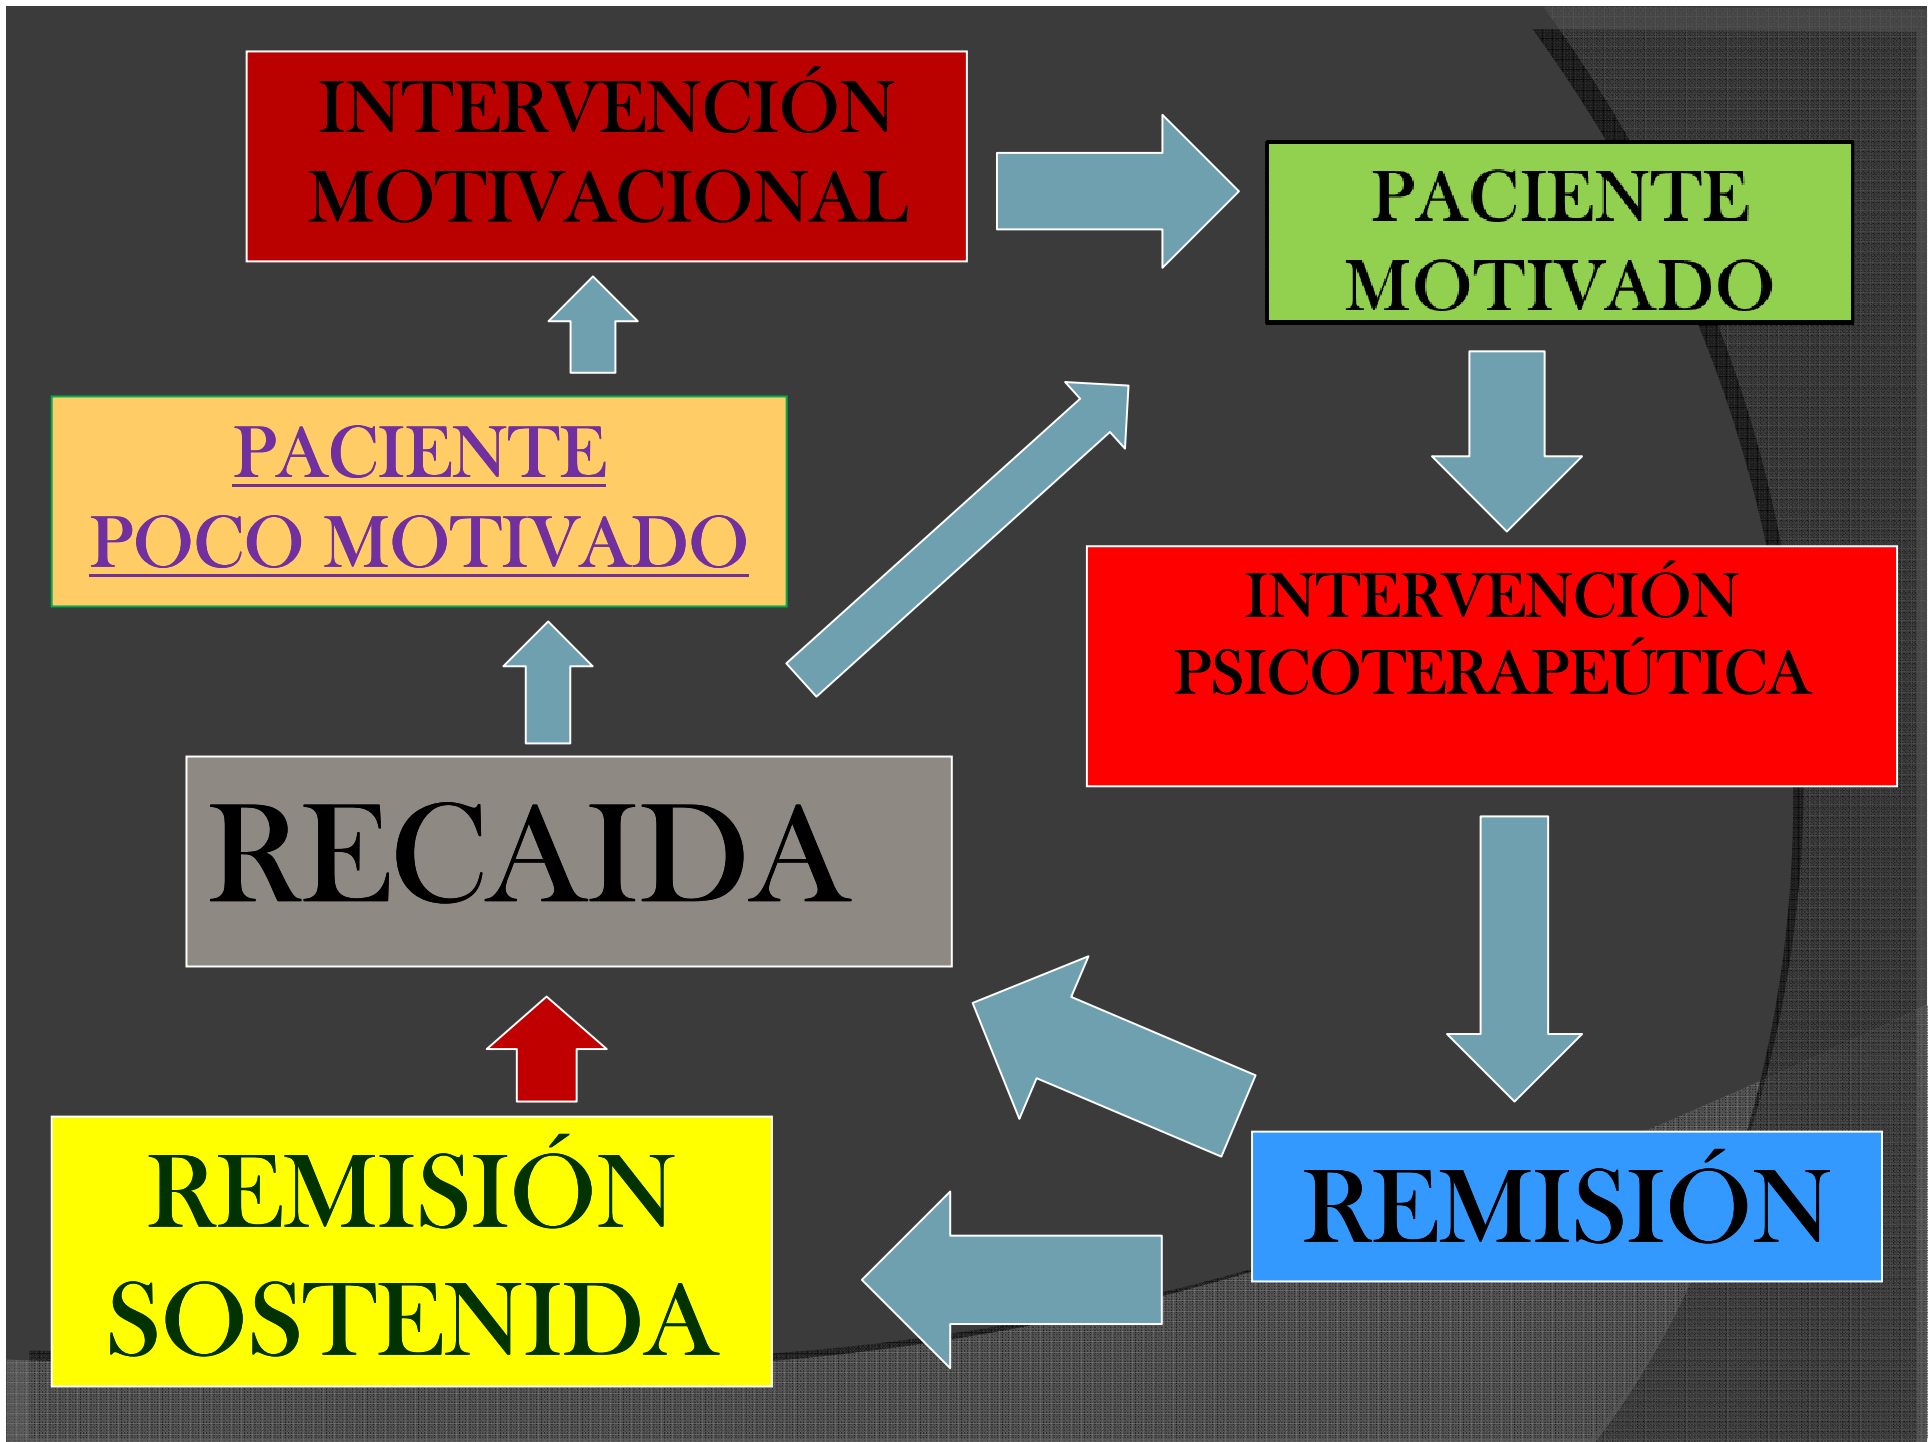 INTERVENCIÓN
MOTIVACIONAL
PACIENTE
MOTIVADO
PACIENTE
POCO MOTIVADO
INTERVENCIÓN
PSICOTERAPEÚTICA
RECAIDA
REMISIÓN
SOSTENIDA
REMISIÓN